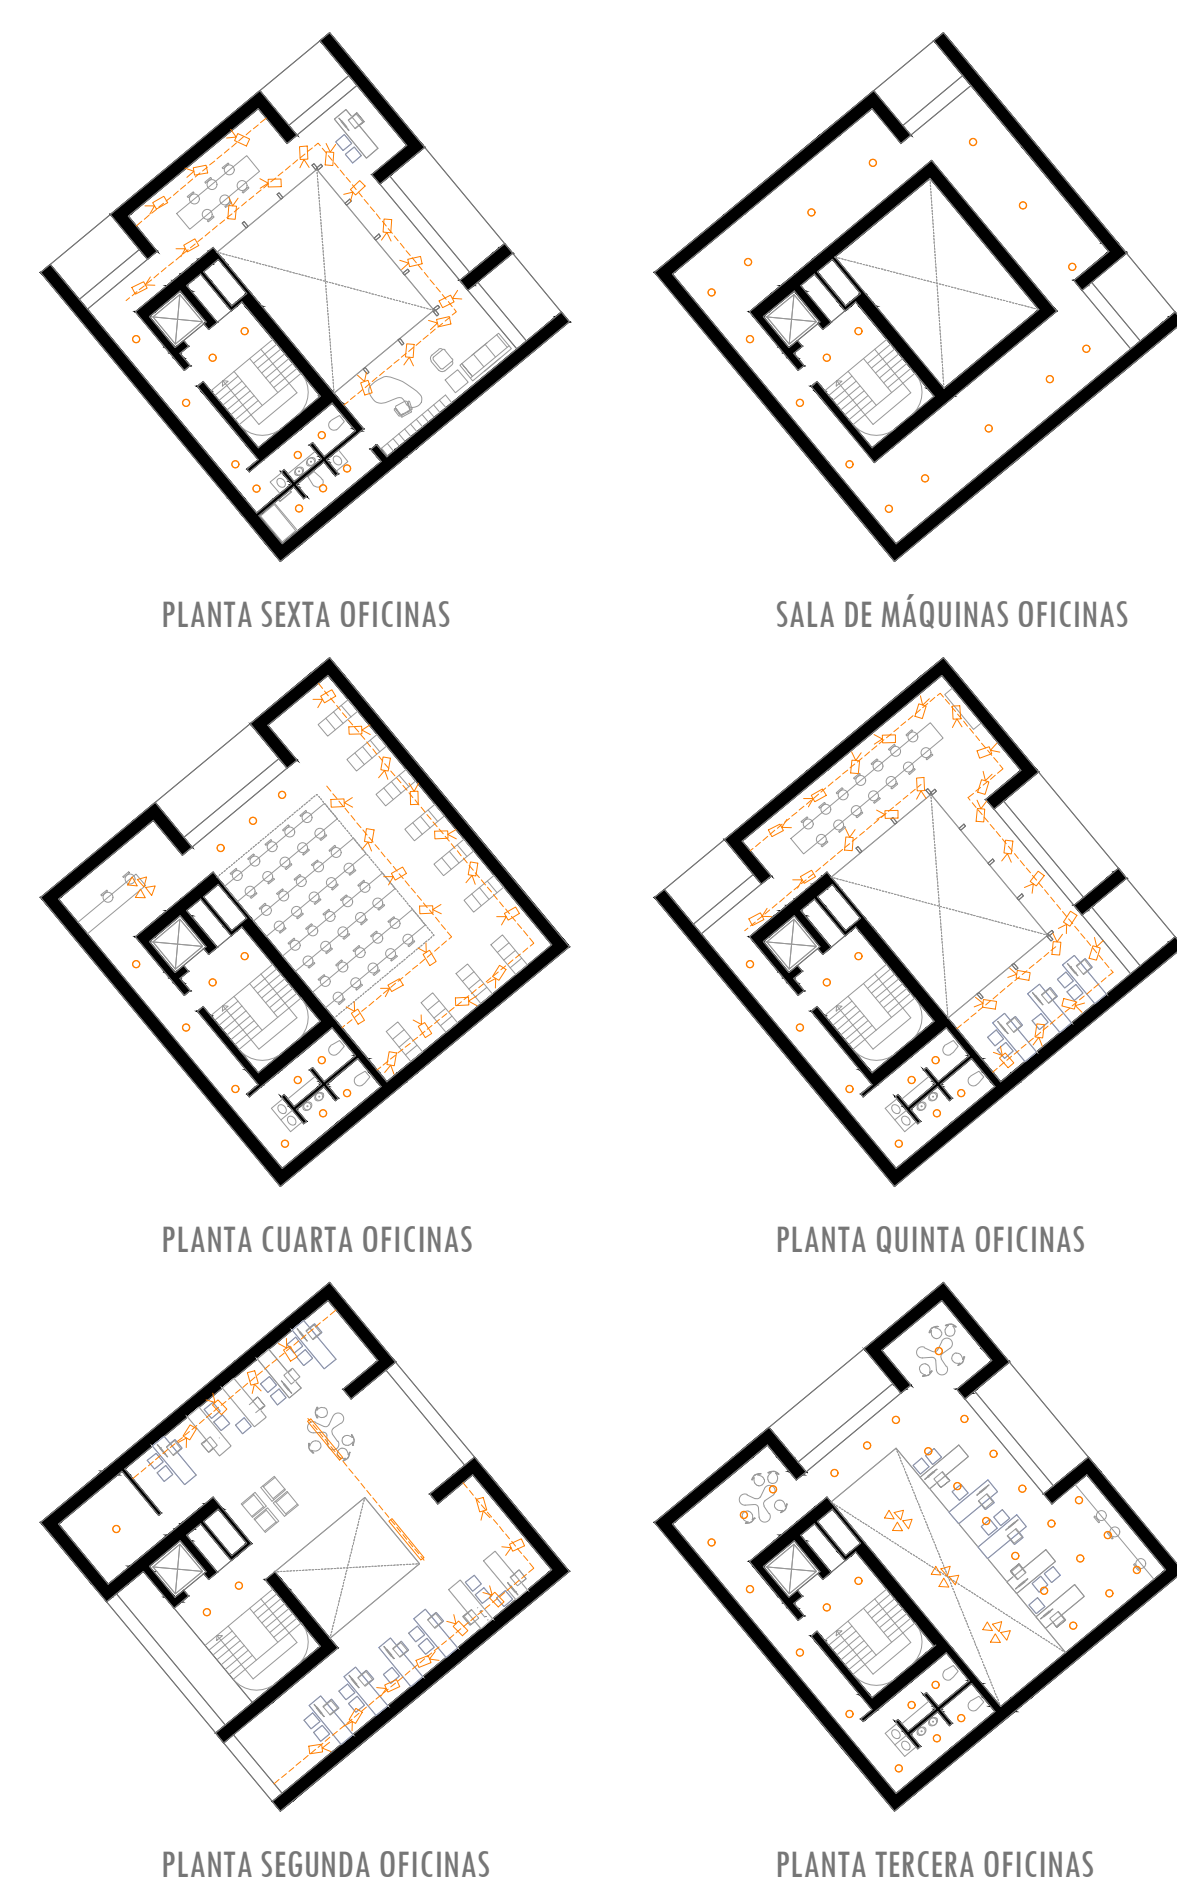 PLANTA SEXTA OFICINAS
SALA DE MÁQUINAS OFICINAS
PLANTA CUARTA OFICINAS
PLANTA QUINTA OFICINAS
PLANTA SEGUNDA OFICINAS
PLANTA TERCERA OFICINAS